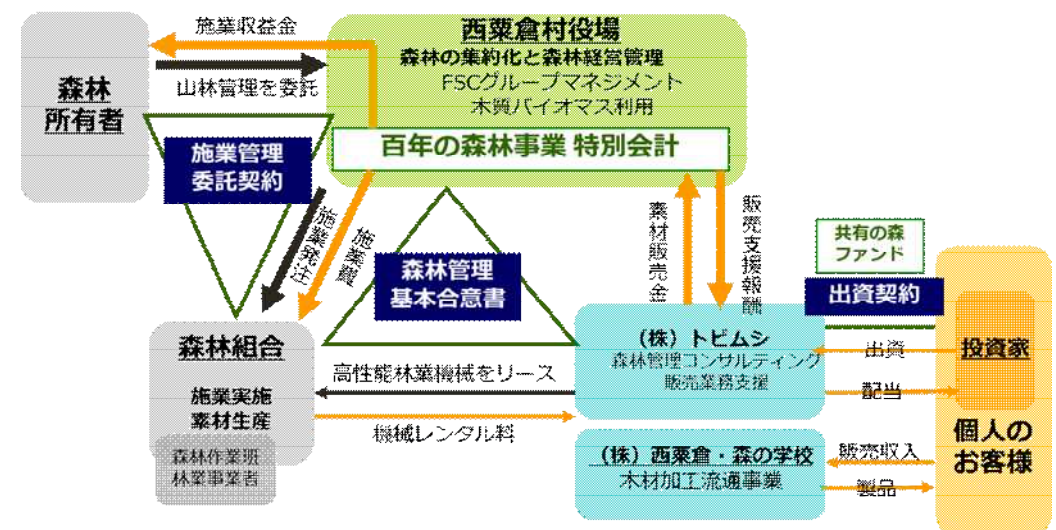 施業収益金
山林管理を委託
森林
所有者
西粟倉村役場
森林の集約化と森林経営管理
FSCグループマネジメント
木質バイオマス利用
百年の森林事業 特別会計
施業管理
委託契約
施業発注
施業費
森林管理
基本合意書
素材販売金
販売支援報酬
共有の森
ファンド
出資契約
森林組合
施業実施
素材生産
森林作業班
林業事業者
高性能林業機械をリース
機械レンタル料
（株）トビムシ
森林管理コンサルティング
販売業務支援
出資
配当
投資家
個人の
お客様
（株）西粟倉・森の学校
木材加工流通事業
販売収入
製品